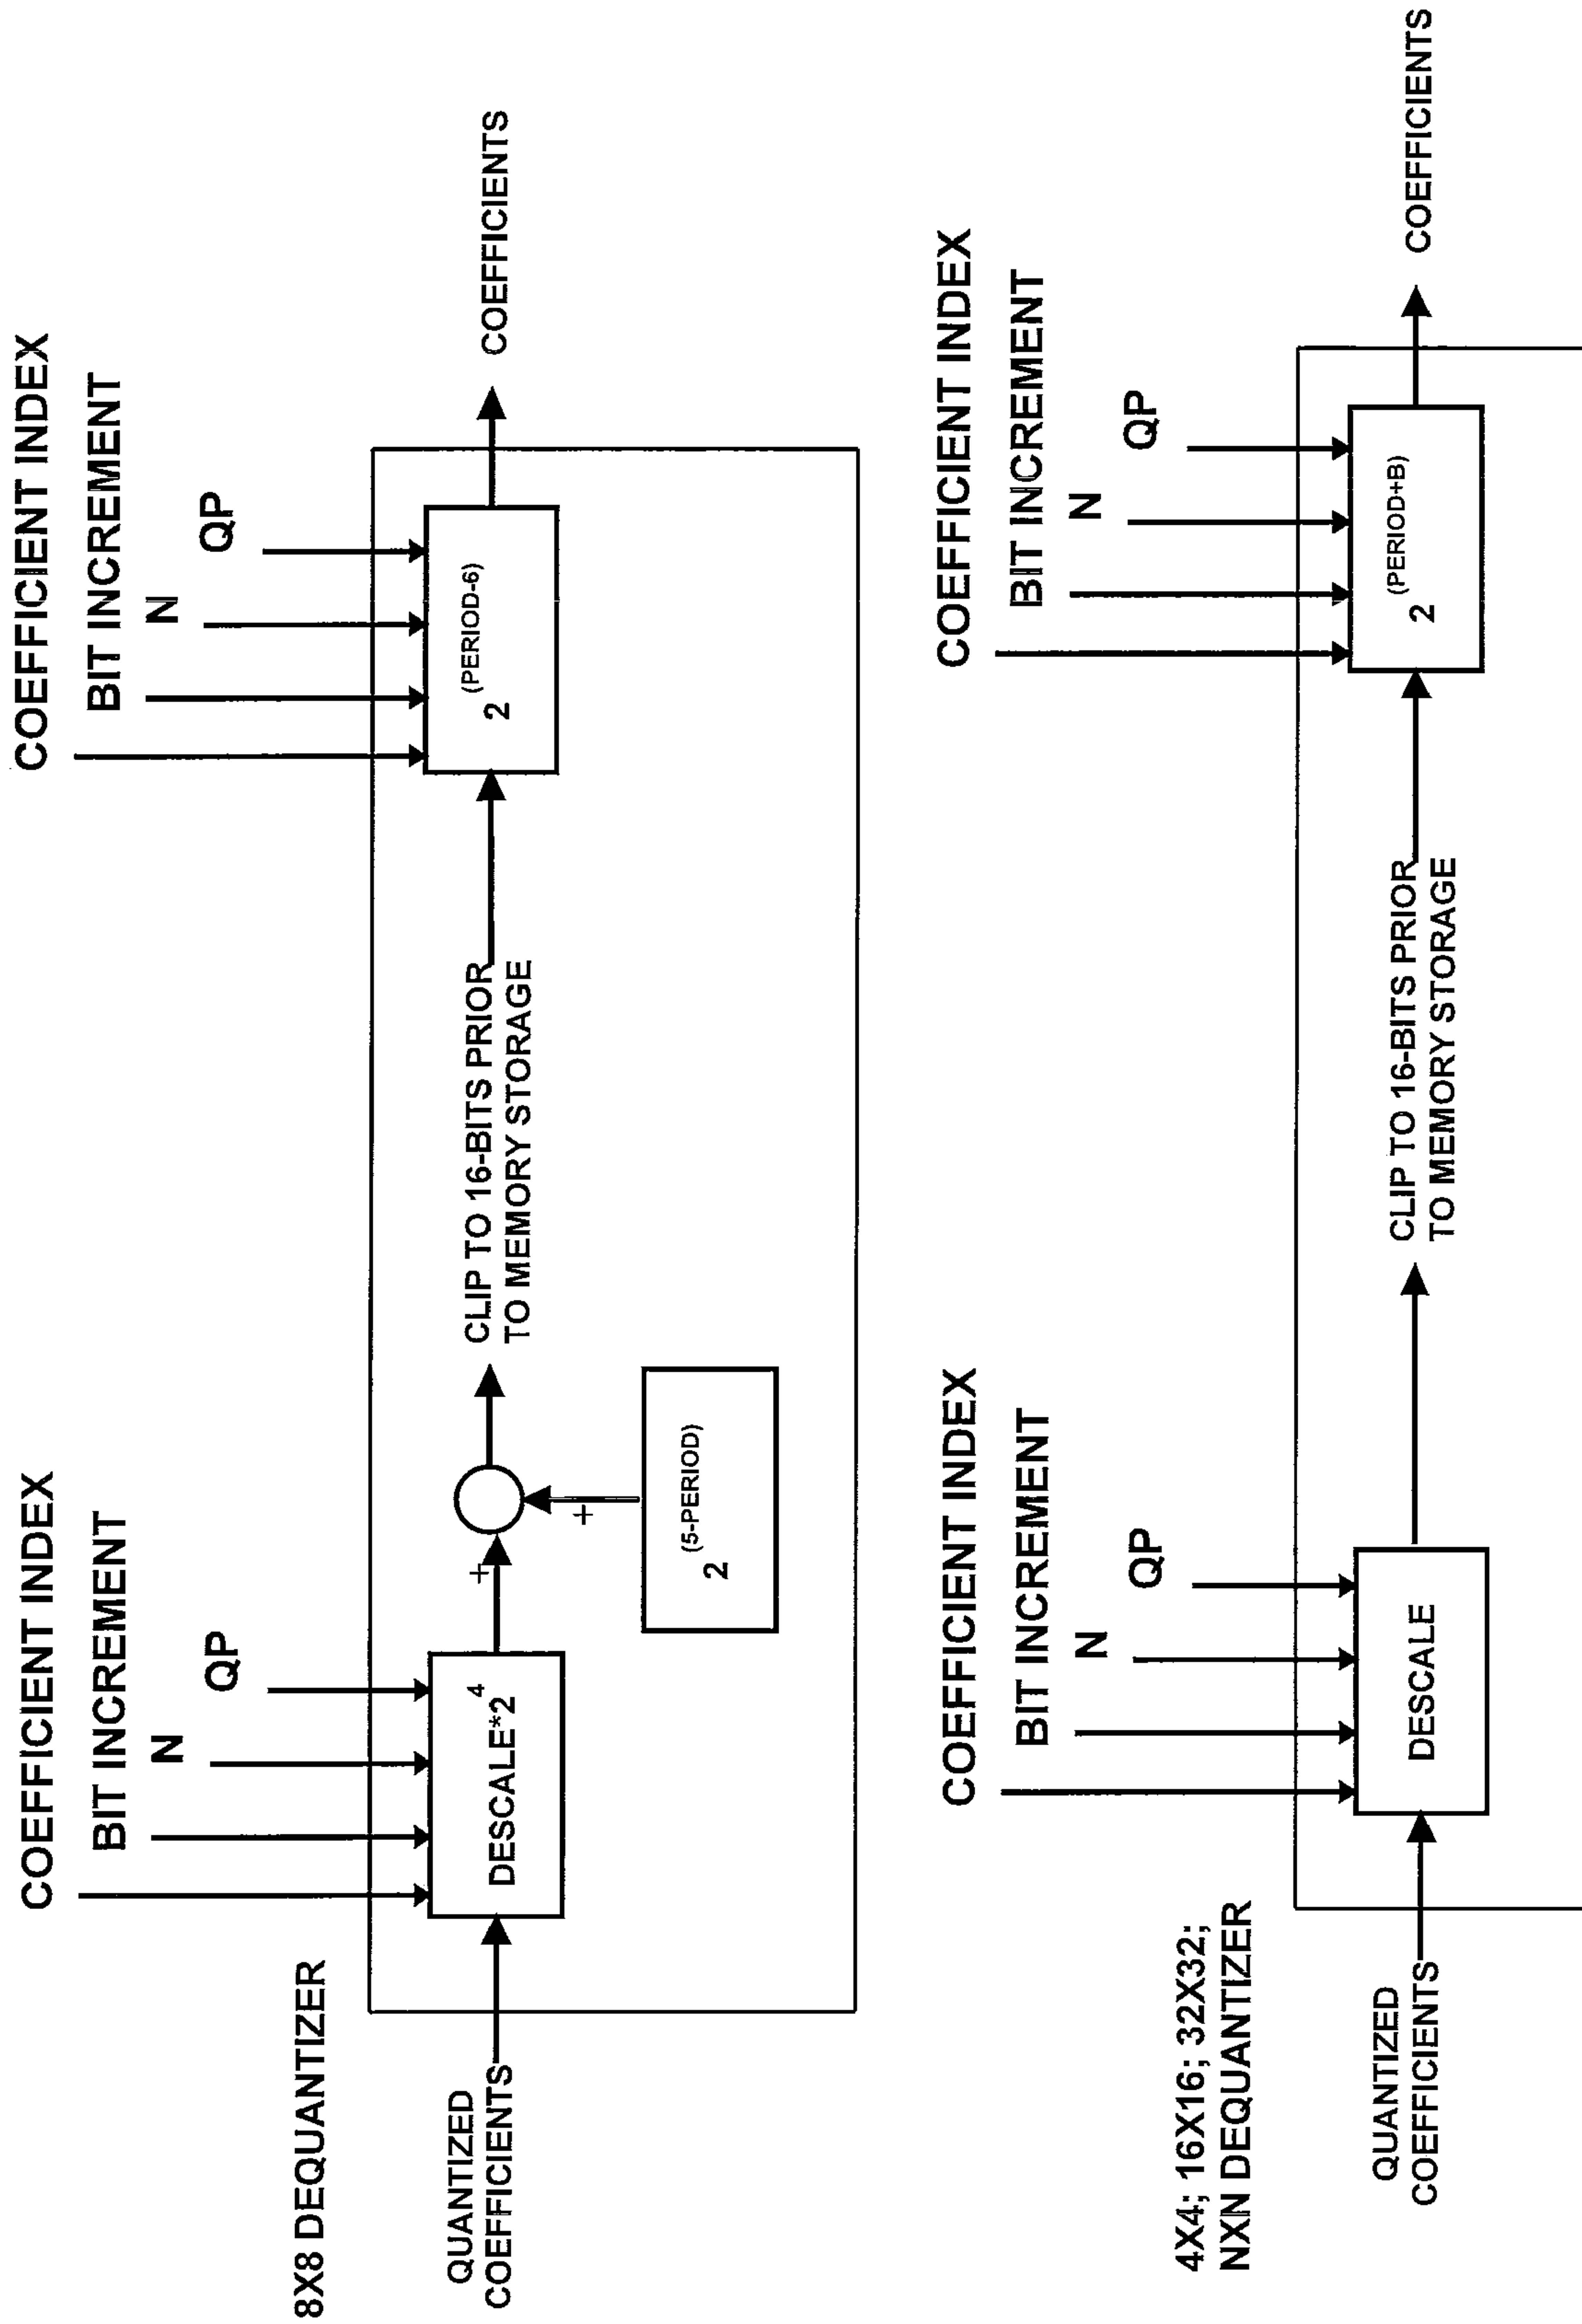 8X8 DEQUANTIZER
COEFFICIENT INDEX
BIT INCREMENT
N
QP
COEFFICIENT INDEX
BIT INCREMENT
N
QP
QUANTIZED
COEFFICIENTS
DESCALE*2^4
+
+
2^(5-PERIOD)
CLIP TO 16-BITS PRIOR
TO MEMORY STORAGE
2^(PERIOD-6)
COEFFICIENTS
4X4; 16X16; 32X32;
NXN DEQUANTIZER
COEFFICIENT INDEX
BIT INCREMENT
N
QP
COEFFICIENT INDEX
BIT INCREMENT
N
QP
QUANTIZED
COEFFICIENTS
DESCALE
CLIP TO 16-BITS PRIOR
TO MEMORY STORAGE
2^(PERIOD+B)
COEFFICIENTS